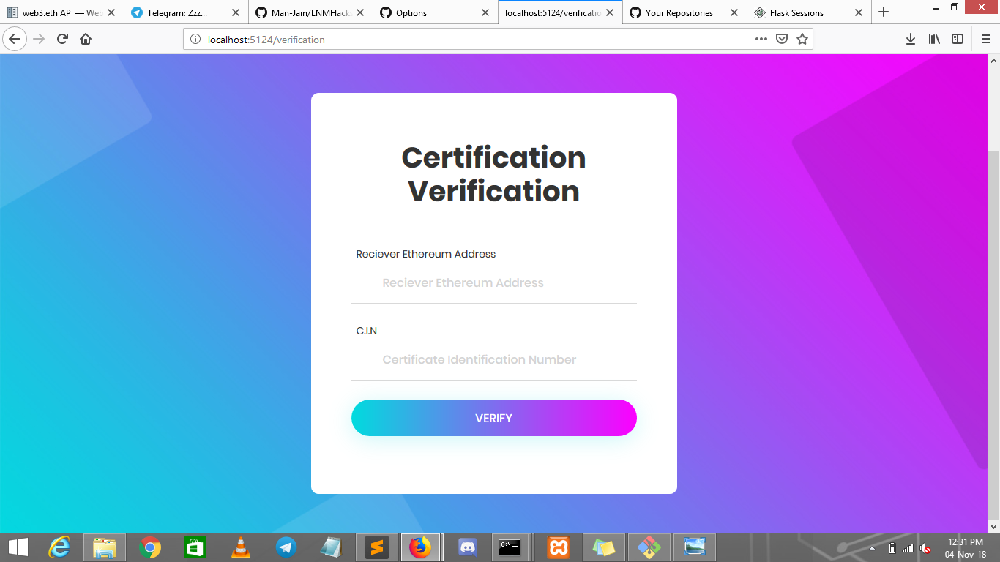 web3.eth API — Web
Telegram: Zzz...
Man-Jain/LNMHacks
Options
localhost:5124/verificatio
Your Repositories
Flask Sessions
localhost:5124/verification
Certification
Verification
Reciever Ethereum Address
Reciever Ethereum Address
C.I.N
Certificate Identification Number
VERIFY
C:\_
12:31 PM
04-Nov-18